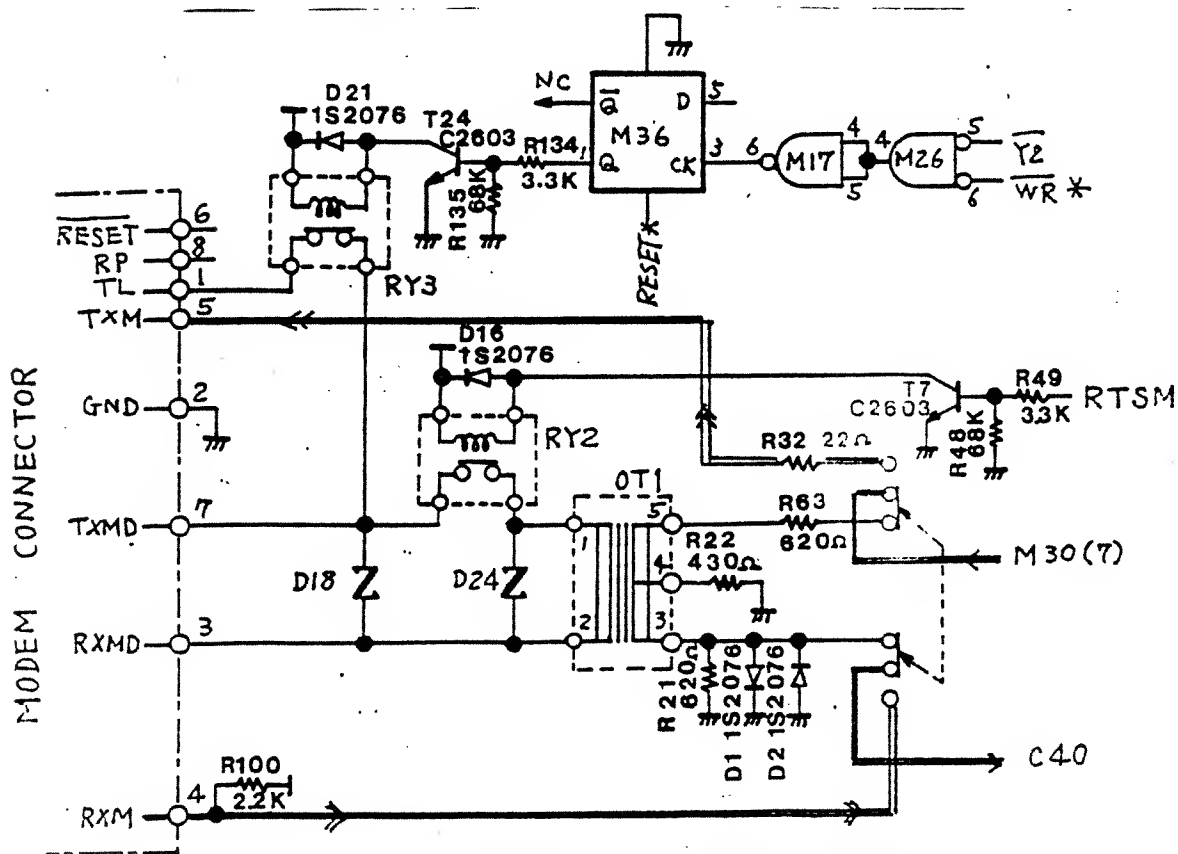 D21
1S2076
T24
C2603
R134
3.3K
R135
68K
NC
Q̅
D
5
M36
1
Q
CK
3
6
M17
4
5
4
M26
5
Y̅2̅
6
W̅R̅ *
RESET*
RY3
MODEM CONNECTOR
R̅E̅S̅E̅T̅
6
RP
8
TL
1
TXM
5
D16
1S2076
GND
2
RY2
T7
C2603
R49
3.3K
RTSM
R48
68K
R32
22Ω
OT1
TXMD
7
1
5
R63
620Ω
M30(7)
R22
430Ω
4
D18
D24
RXMD
3
2
3
R21
620Ω
D1 1S2076
D2 1S2076
C40
R100
2.2K
RXM
4